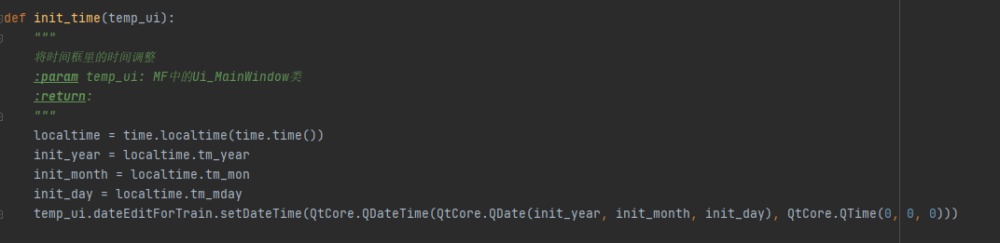 def init_time(temp_ui):
    """
    将时间框里的时间调整
    :param temp_ui: MF中的Ui_MainWindow类
    :return:
    """
    localtime = time.localtime(time.time())
    init_year = localtime.tm_year
    init_month = localtime.tm_mon
    init_day = localtime.tm_mday
    temp_ui.dateEditForTrain.setDateTime(QtCore.QDateTime(QtCore.QDate(init_year, init_month, init_day), QtCore.QTime(0, 0, 0)))